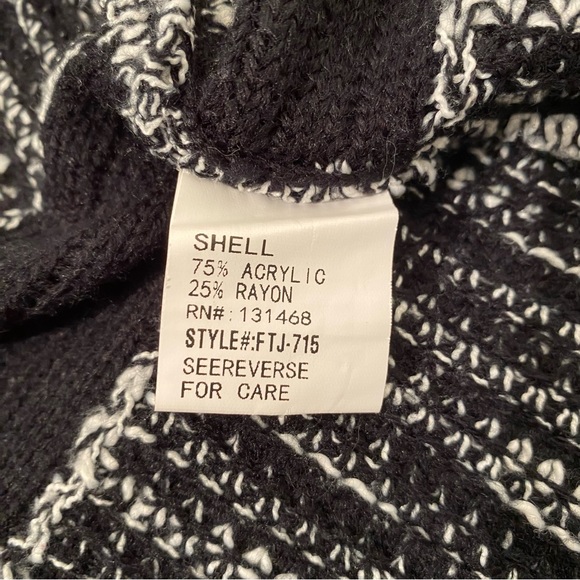 SHELL
75% ACRYLIC
25% RAYON
RN#: 131468
STYLE#:FTJ-715
SEEREVERSE
FOR CARE